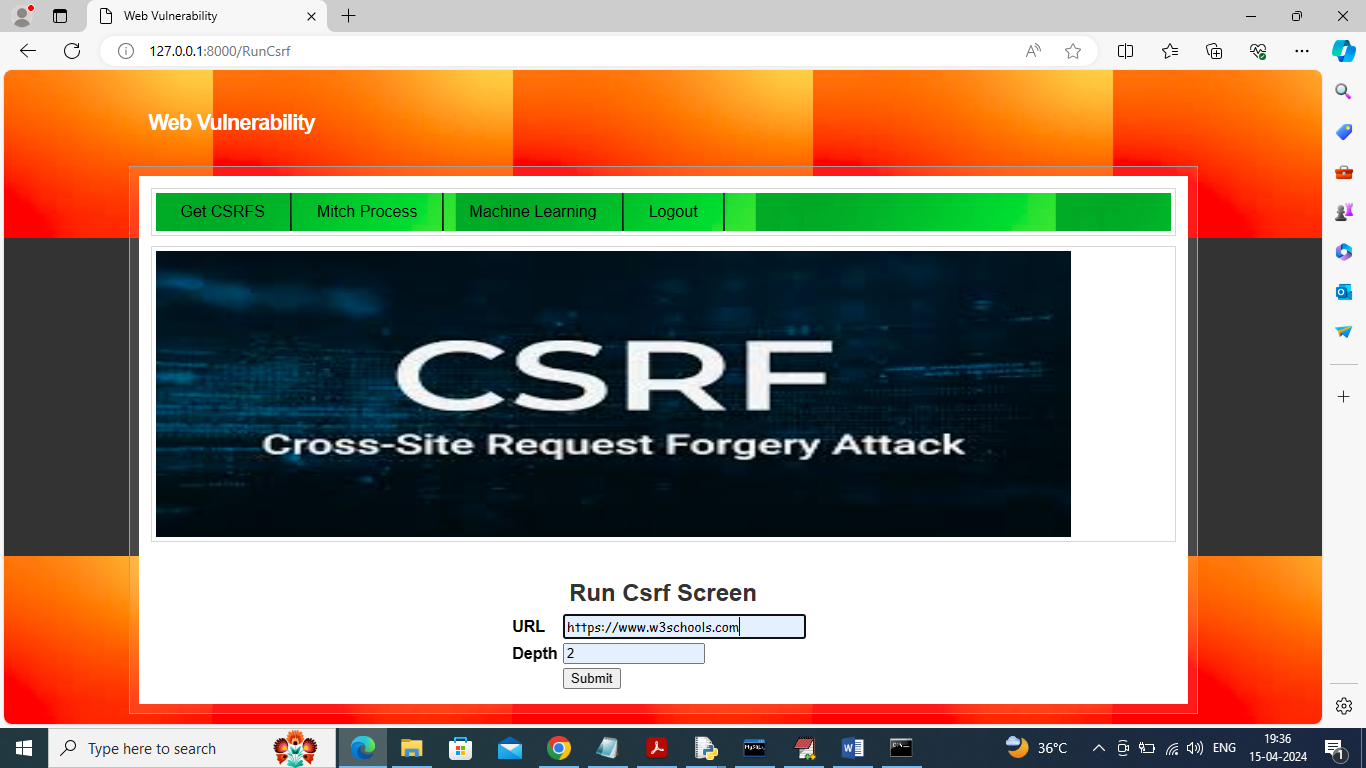 Web Vulnerability
127.0.0.1:8000/RunCsrf
Web Vulnerability
Get CSRFS Mitch Process Machine Learning Logout
CSRF
Cross-Site Request Forgery Attack
Run Csrf Screen
URL https://www.w3schools.com
Depth 2
Submit
Type here to search
36°C ENG 19:36
15-04-2024
1